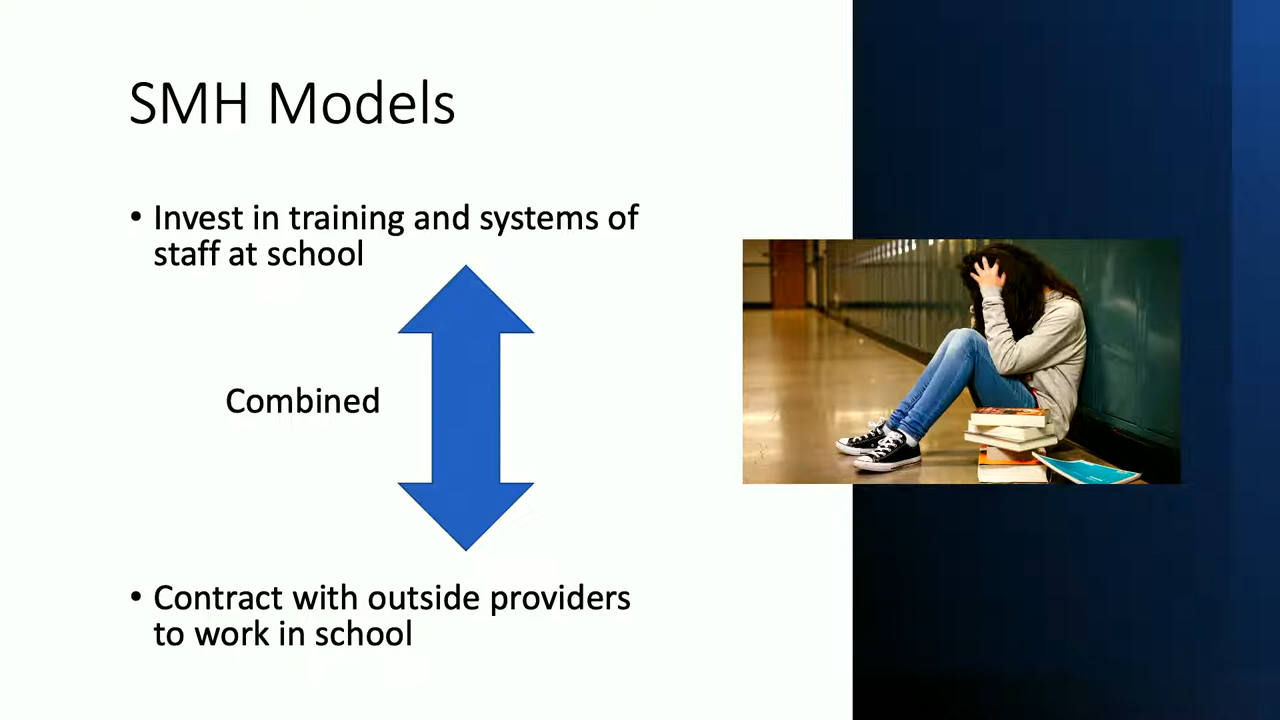 SMH Models
• Invest in training and systems of
staff at school
Combined
• Contract with outside providers
to work in school